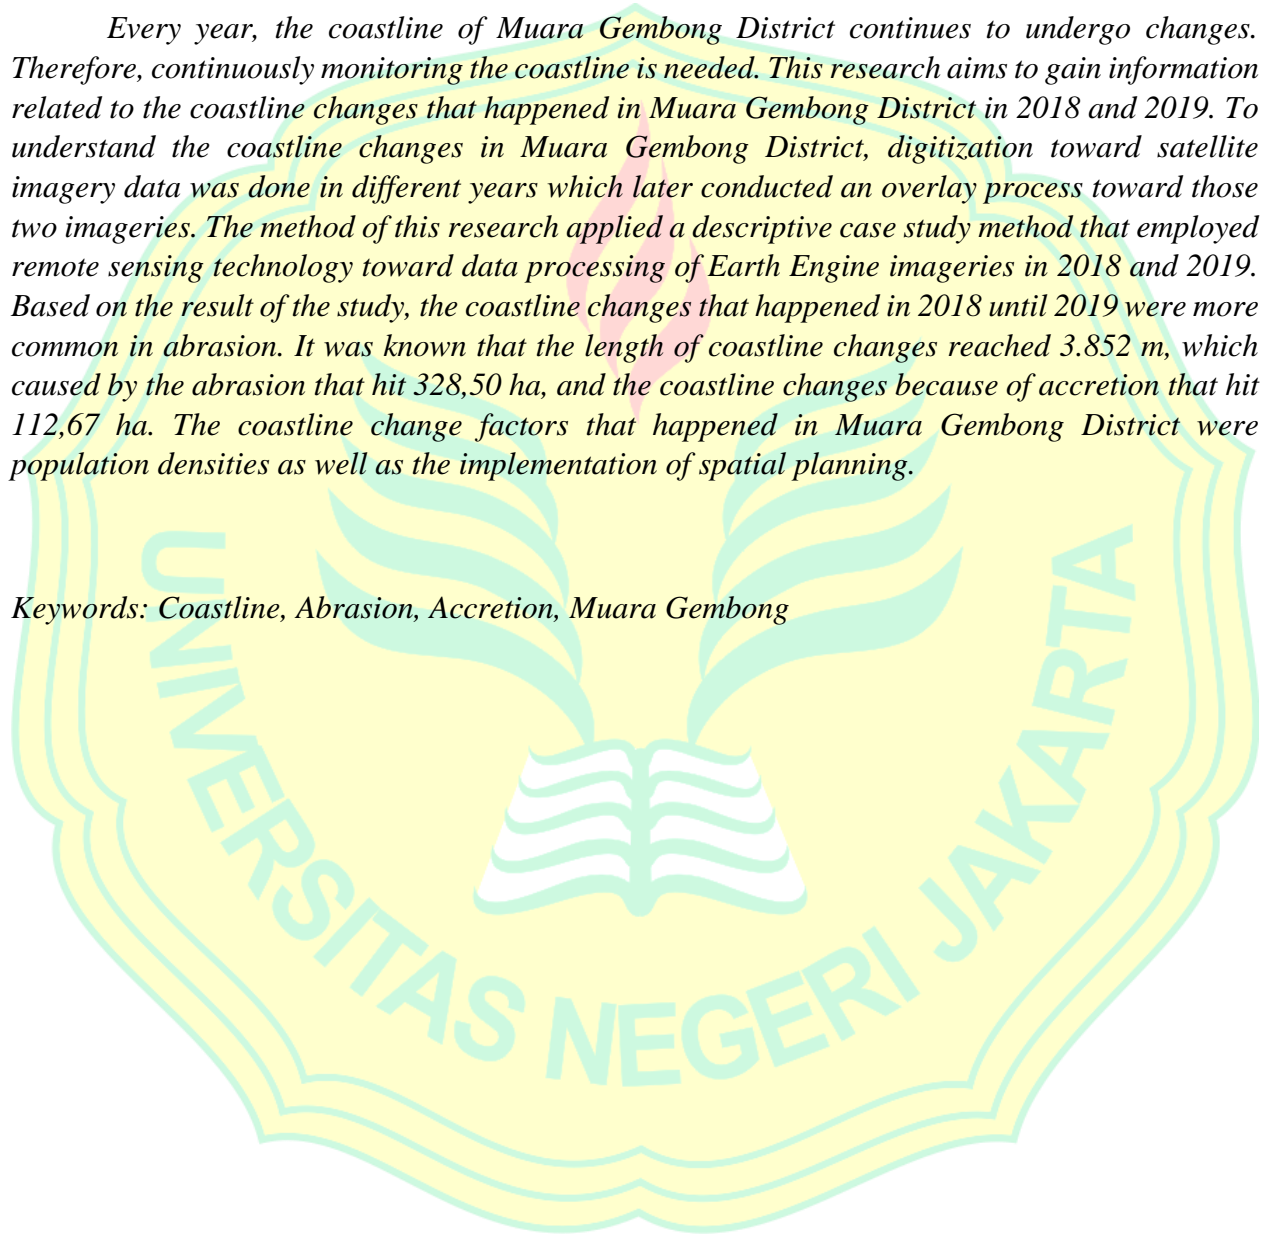 Every year, the coastline of Muara Gembong District continues to undergo changes.
Therefore, continuously monitoring the coastline is needed. This research aims to gain information
related to the coastline changes that happened in Muara Gembong District in 2018 and 2019. To
understand the coastline changes in Muara Gembong District, digitization toward satellite
imagery data was done in different years which later conducted an overlay process toward those
two imageries. The method of this research applied a descriptive case study method that employed
remote sensing technology toward data processing of Earth Engine imageries in 2018 and 2019.
Based on the result of the study, the coastline changes that happened in 2018 until 2019 were more
common in abrasion. It was known that the length of coastline changes reached 3.852 m, which
caused by the abrasion that hit 328,50 ha, and the coastline changes because of accretion that hit
112,67 ha. The coastline change factors that happened in Muara Gembong District were
population densities as well as the implementation of spatial planning.
Keywords: Coastline, Abrasion, Accretion, Muara Gembong
UNIVERSITAS NEGERI JAKARTA